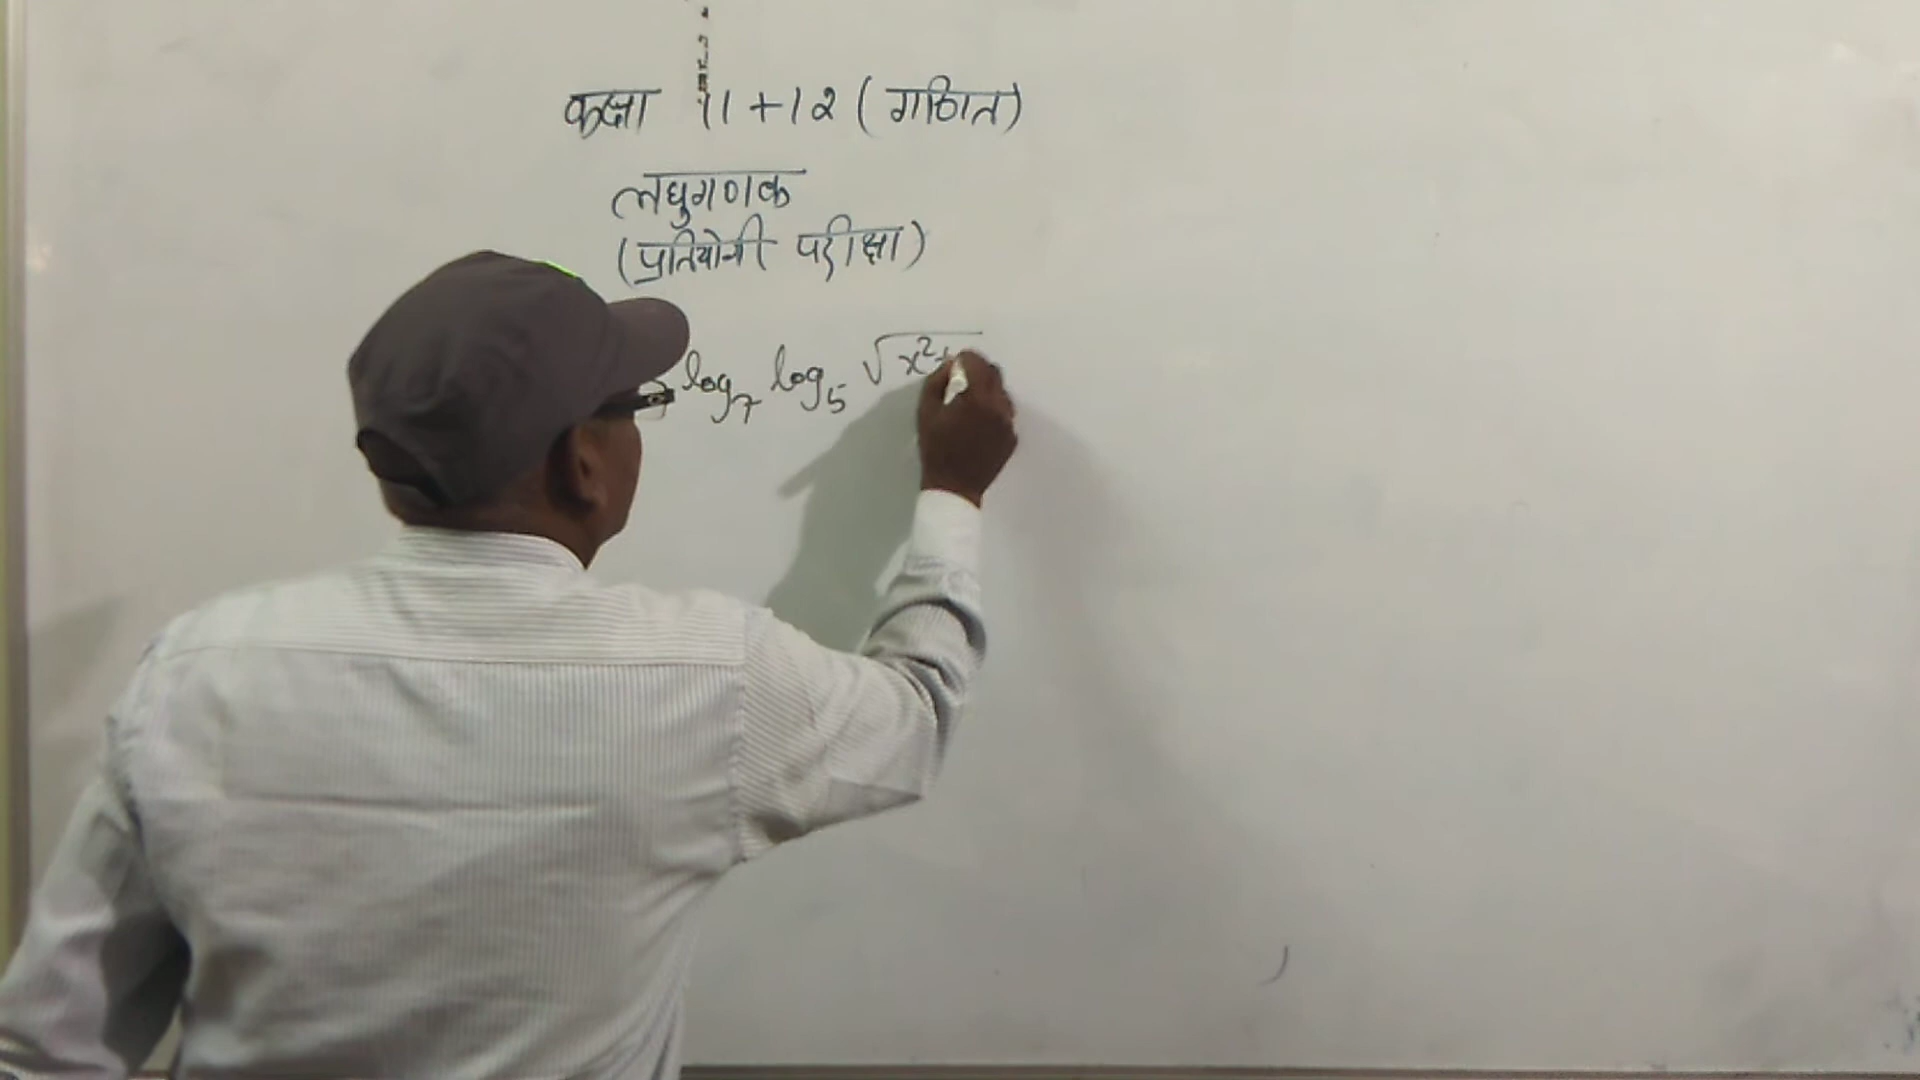 कक्षा 11+12 (गणित)
लघुगणक
(प्रतियोगी परीक्षा)
log₇ log₅ √x²+